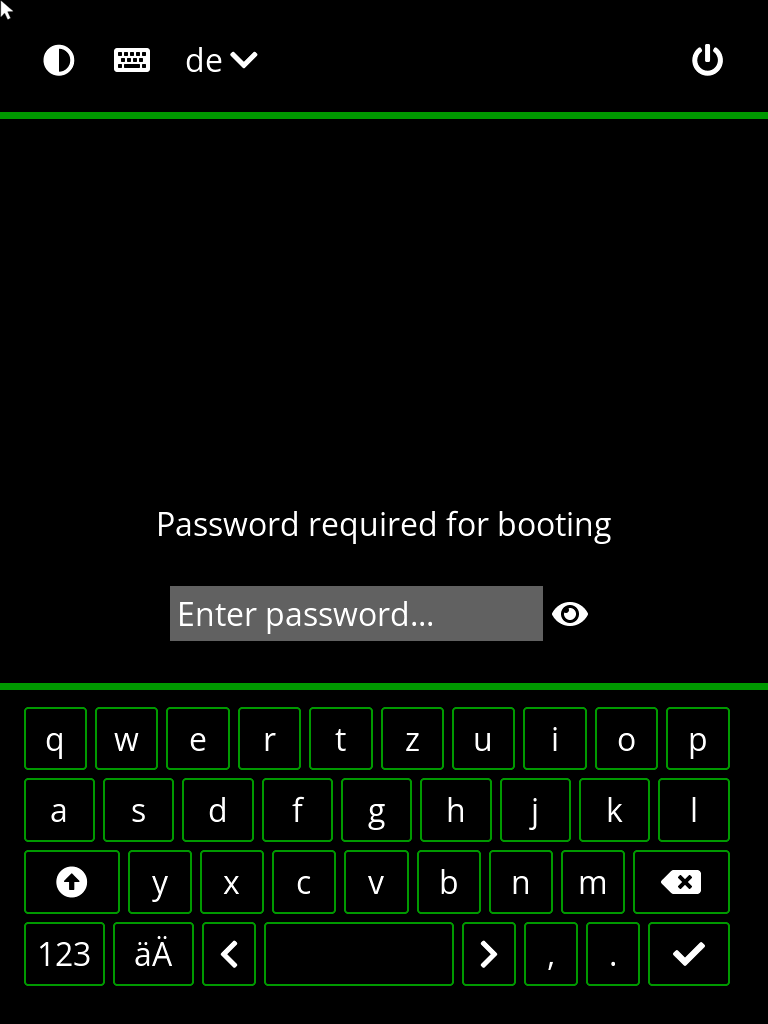 de
Password required for booting
Enter password...
q w e r t z u i o p
a s d f g h j k l
y x c v b n m
123 äÄ , .